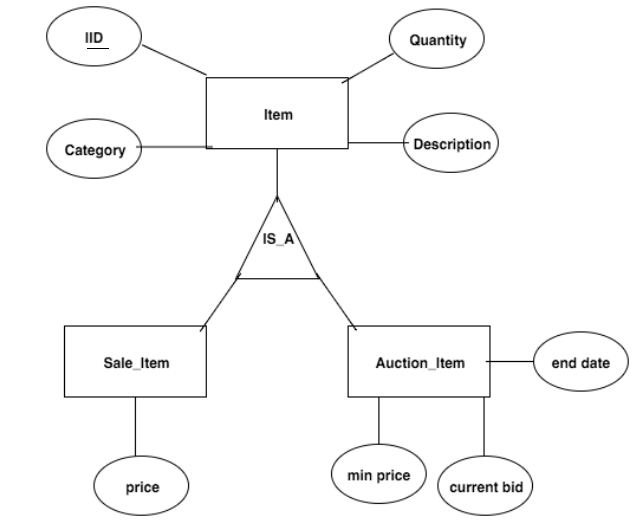 IID
Quantity
Item
Category
Description
IS_A
Sale_Item
Auction_Item
end date
price
min price
current bid